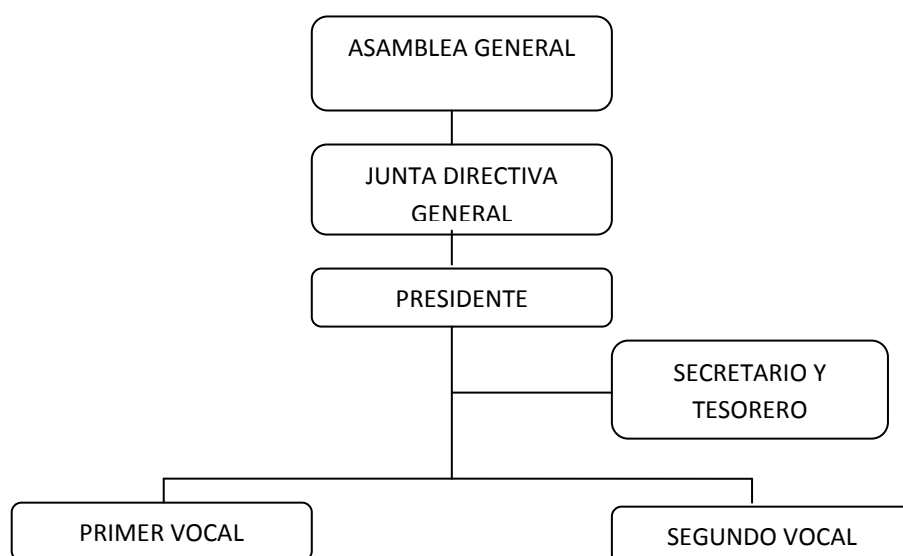 ASAMBLEA GENERAL
JUNTA DIRECTIVA
GENERAL
PRESIDENTE
SECRETARIO Y
TESORERO
PRIMER VOCAL
SEGUNDO VOCAL